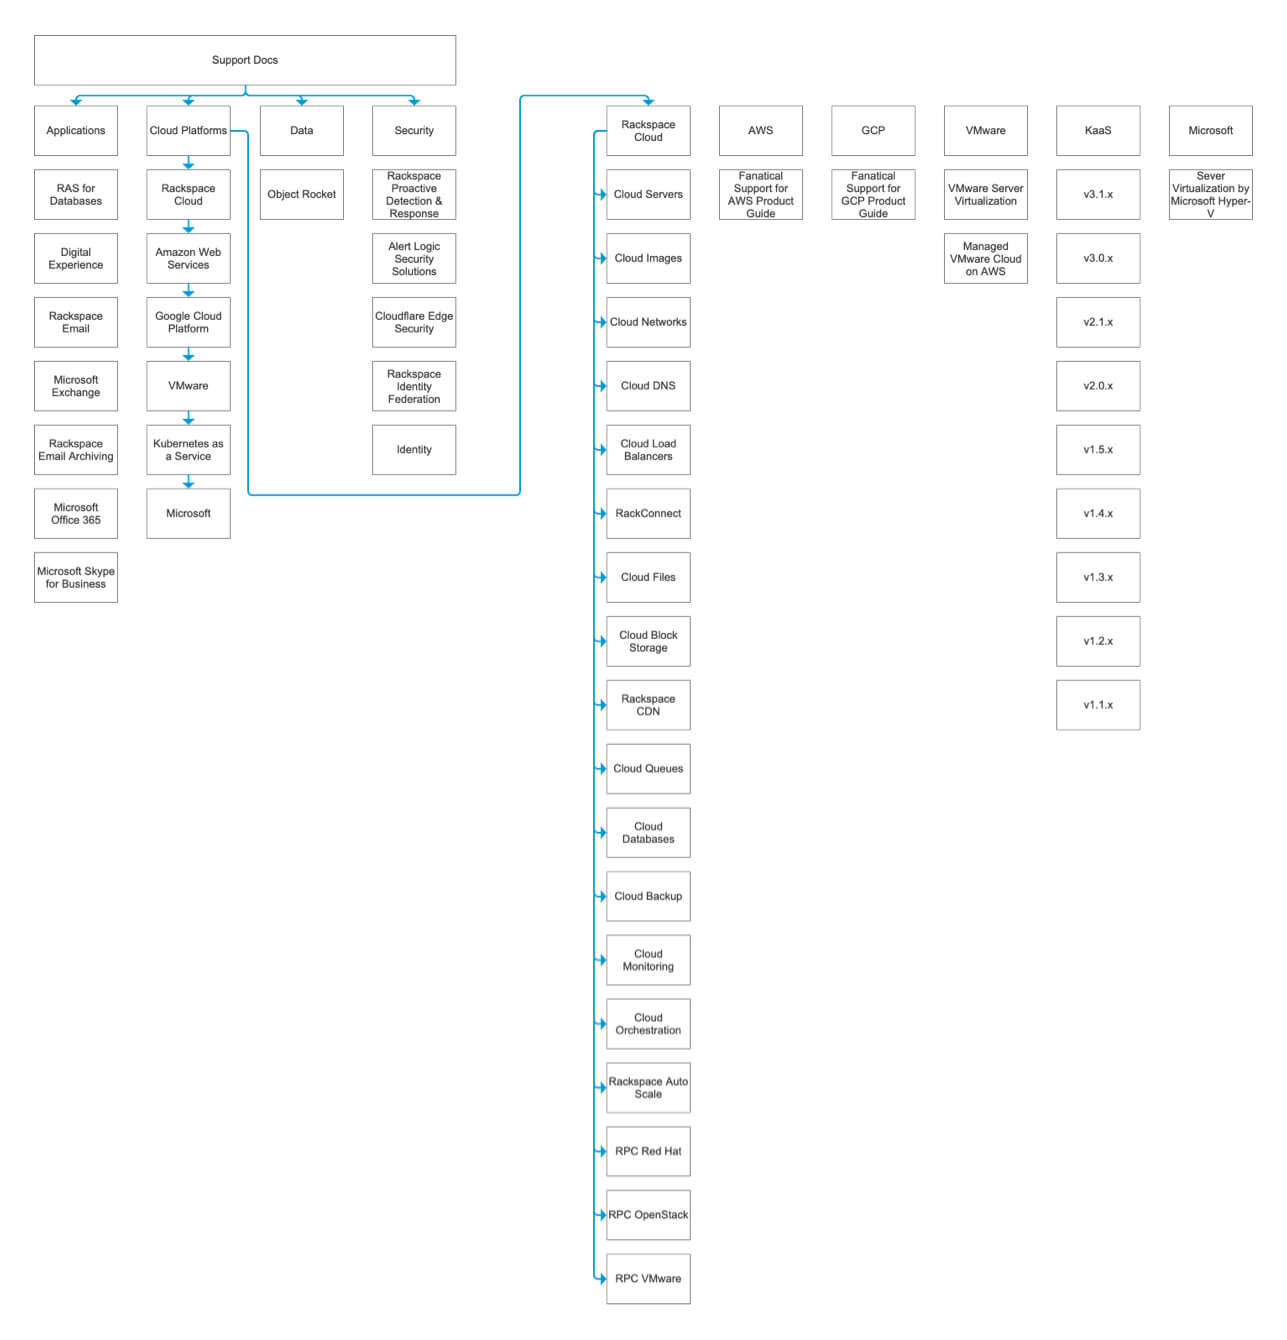 Support Docs
Applications
Cloud Platforms
Data
Security
Rackspace
Cloud
AWS
GCP
VMware
KaaS
Microsoft
RAS for
Databases
Rackspace
Cloud
Object Rocket
Rackspace
Proactive
Detection &
Response
Cloud Servers
Fanatical
Support for
AWS Product
Guide
Fanatical
Support for
GCP Product
Guide
VMware Server
Virtualization
v3.1.x
Sever
Virtualization by
Microsoft Hyper-
V
Digital
Experience
Amazon Web
Services
Alert Logic
Security
Solutions
Cloud Images
Managed
VMware Cloud
on AWS
v3.0.x
Rackspace
Email
Google Cloud
Platform
Cloudflare Edge
Security
Cloud Networks
v2.1.x
Microsoft
Exchange
VMware
Rackspace
Identity
Federation
Cloud DNS
v2.0.x
Rackspace
Email Archiving
Kubernetes as
a Service
Identity
Cloud Load
Balancers
v1.5.x
Microsoft
Office 365
Microsoft
RackConnect
v1.4.x
Microsoft Skype
for Business
Cloud Files
v1.3.x
Cloud Block
Storage
v1.2.x
Rackspace
CDN
v1.1.x
Cloud Queues
Cloud
Databases
Cloud Backup
Cloud
Monitoring
Cloud
Orchestration
Rackspace Auto
Scale
RPC Red Hat
RPC OpenStack
RPC VMware